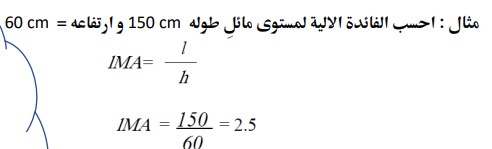 مثال : احسب الفائدة الالية لمستوى مائلٍ طوله 150 cm و ارتفاعه = 60 cm
IMA= l
h
IMA = 150 = 2.5
60